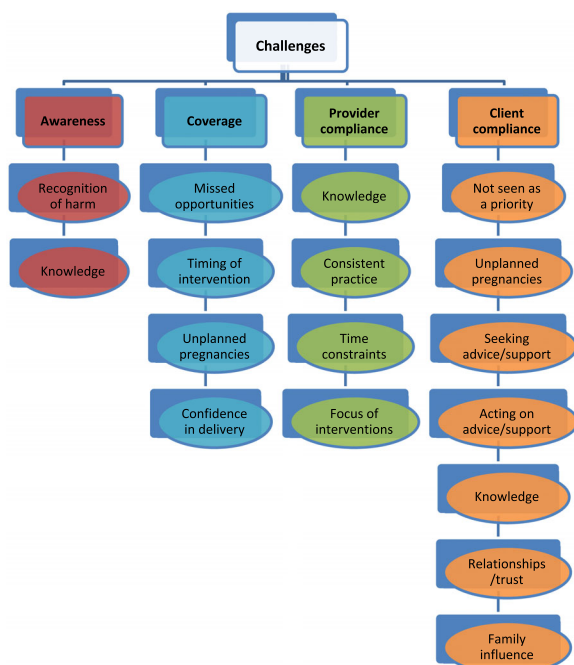 Challenges
Awareness
Coverage
Provider
compliance
Client
compliance
Recognition
of harm
Knowledge
Missed
opportunities
Timing of
intervention
Unplanned
pregnancies
Confidence
in delivery
Knowledge
Consistent
practice
Time
constraints
Focus of
interventions
Not seen as
a priority
Unplanned
pregnancies
Seeking
advice/support
Acting on
advice/support
Knowledge
Relationships
/trust
Family
influence